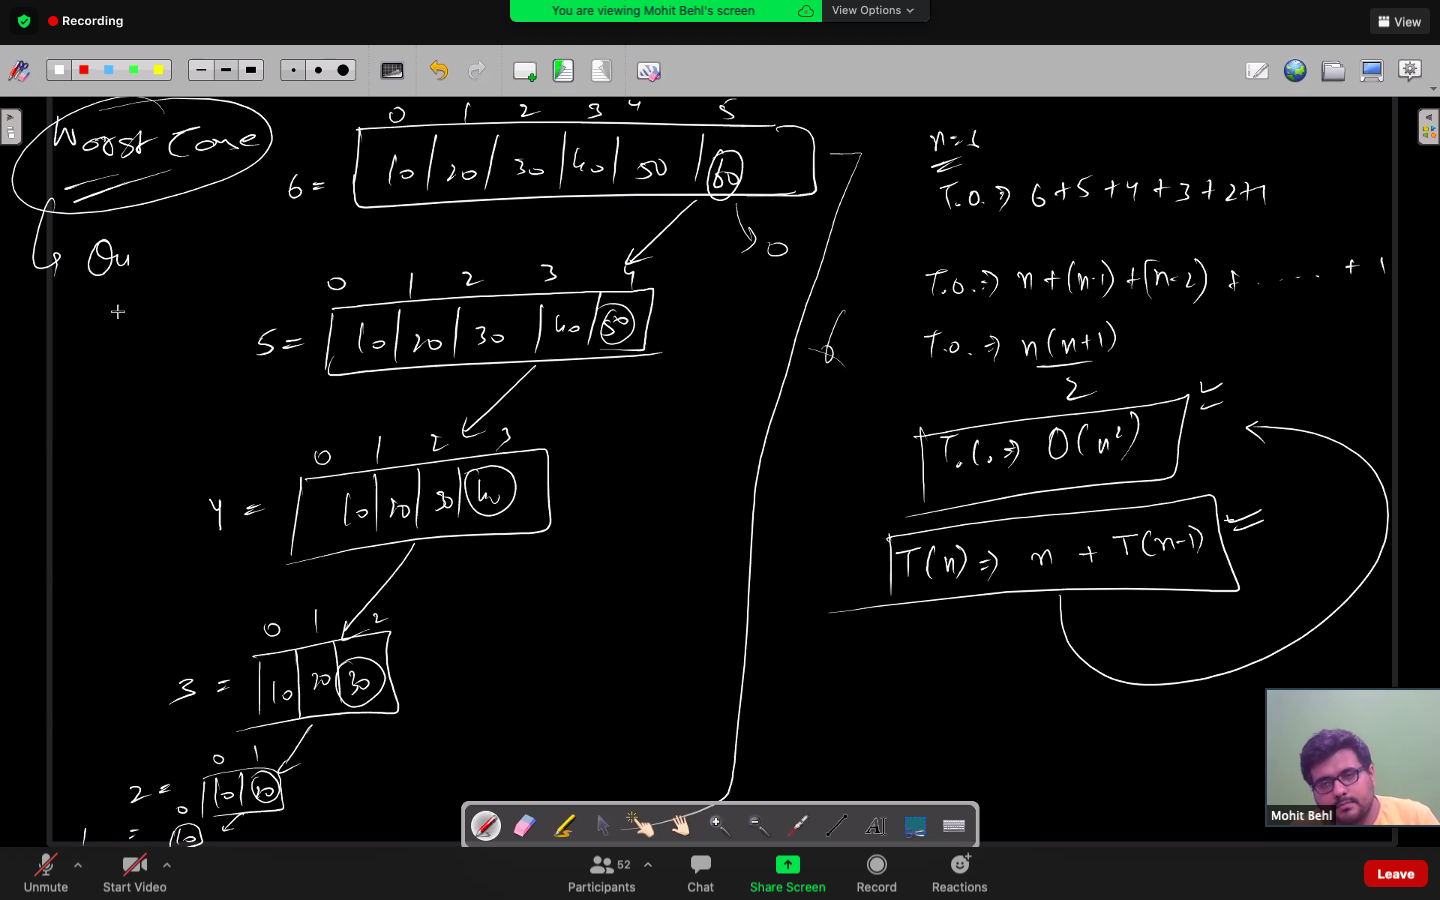 Recording
You are viewing Mohit Behl's screen
View Options
View
Worst Case
0 1 2 3 4 5
6 = 10 20 30 40 50 60
0
n=6
T.O. ⇒ 6+5+4+3+2+1
T.O. ⇒ n+(n-1)+(n-2)+.....+1
T.O. ⇒ n(n+1)
2
T.C. ⇒ O(n²)
T(n) ⇒ n + T(n-1)
0 1 2 3 4
5 = 10 20 30 40 50
0 1 2 3
4 = 10 20 30 40
0 1 2
3 = 10 20 30
0 1
2 = 10 20
0
1 = 10
Mohit Behl
Unmute
Start Video
52
Participants
Chat
Share Screen
Record
Reactions
Leave